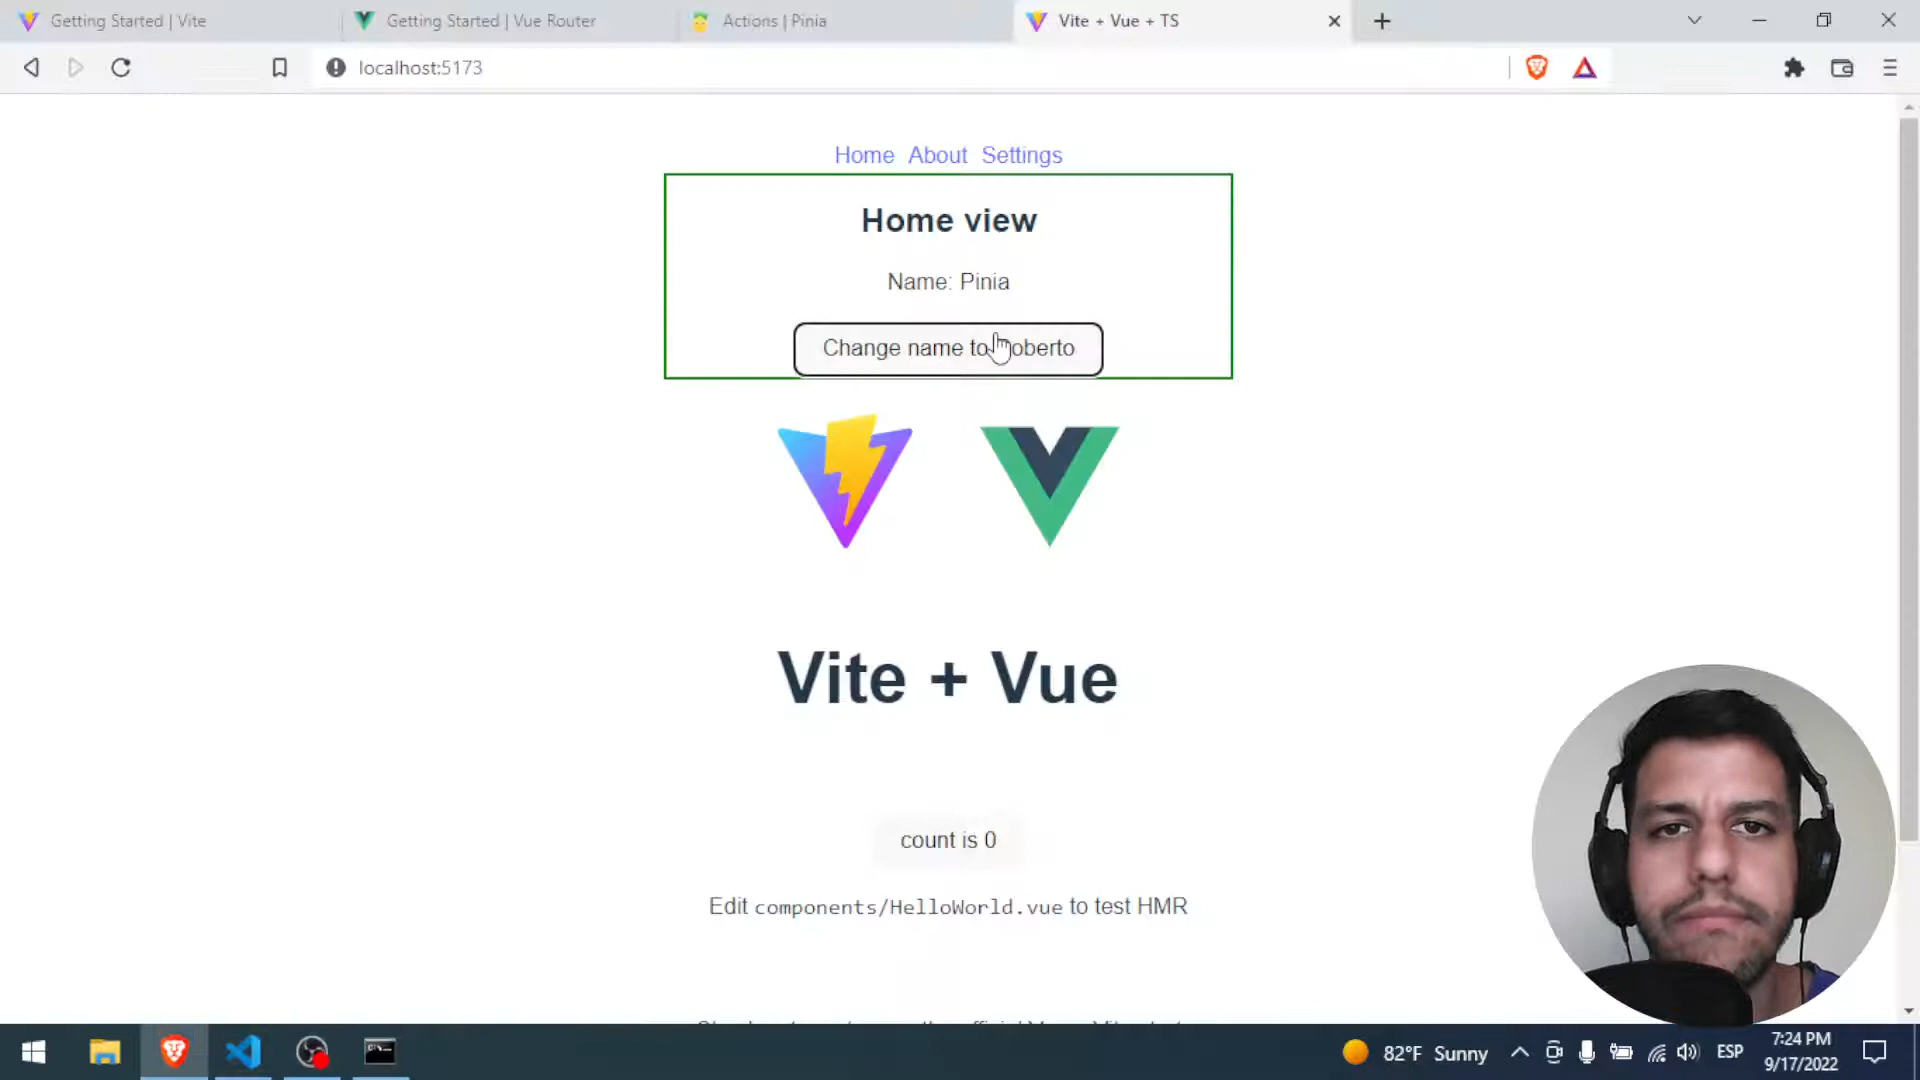 Getting Started | Vite
Getting Started | Vue Router
Actions | Pinia
Vite + Vue + TS
localhost:5173
Home About Settings
Home view
Name: Pinia
Change name to oberto
Vite + Vue
count is 0
Edit components/HelloWorld.vue to test HMR
82°F Sunny
ESP
7:24 PM
9/17/2022